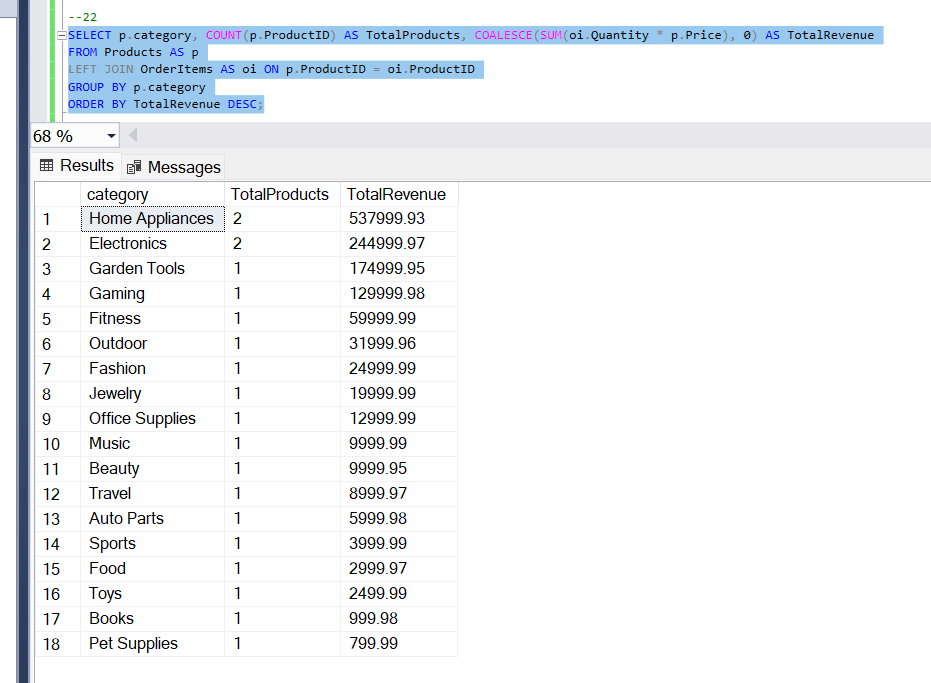 --22
SELECT p.category, COUNT(p.ProductID) AS TotalProducts, COALESCE(SUM(oi.Quantity * p.Price), 0) AS TotalRevenue
FROM Products AS p
LEFT JOIN OrderItems AS oi ON p.ProductID = oi.ProductID
GROUP BY p.category
ORDER BY TotalRevenue DESC;
68 %
Results Messages
category TotalProducts TotalRevenue
1 Home Appliances 2 537999.93
2 Electronics 2 244999.97
3 Garden Tools 1 174999.95
4 Gaming 1 129999.98
5 Fitness 1 59999.99
6 Outdoor 1 31999.96
7 Fashion 1 24999.99
8 Jewelry 1 19999.99
9 Office Supplies 1 12999.99
10 Music 1 9999.99
11 Beauty 1 9999.95
12 Travel 1 8999.97
13 Auto Parts 1 5999.98
14 Sports 1 3999.99
15 Food 1 2999.97
16 Toys 1 2499.99
17 Books 1 999.98
18 Pet Supplies 1 799.99